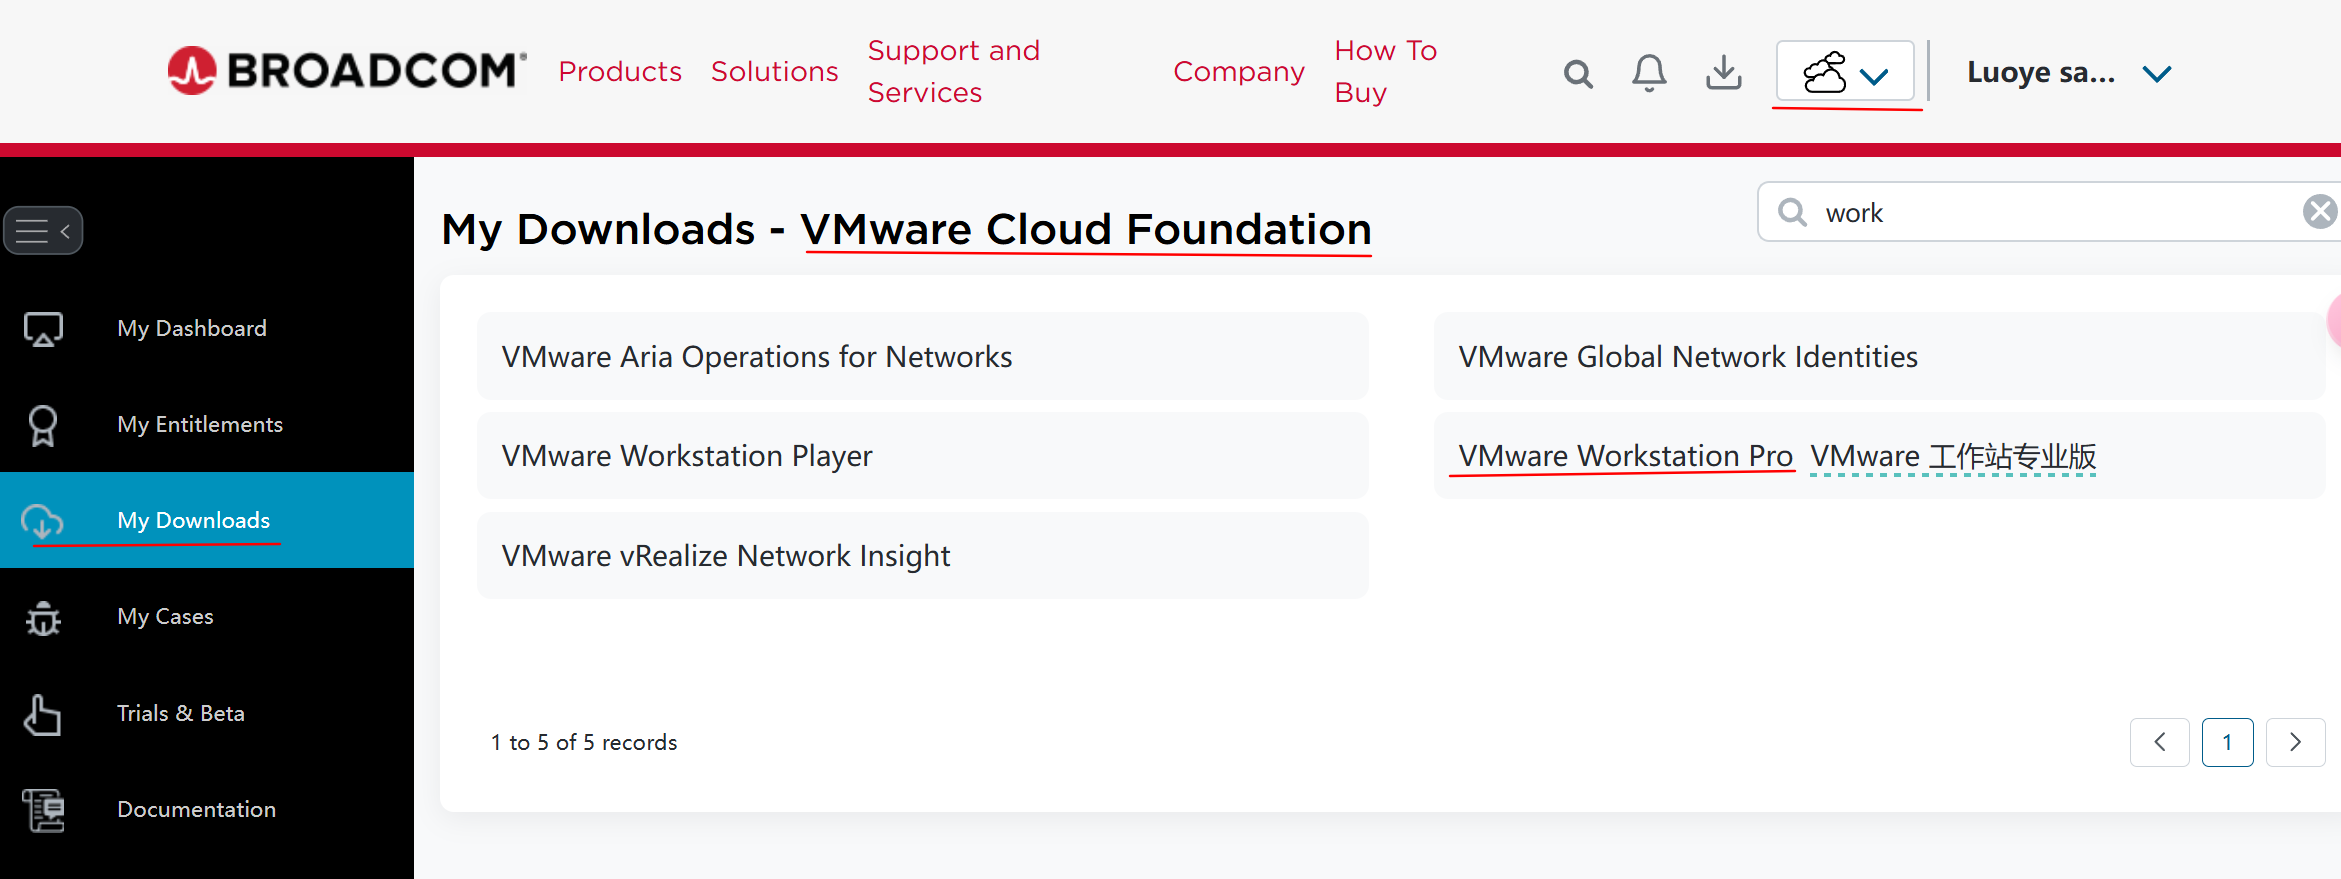 BROADCOM
Products
Solutions
Support and
Services
Company
How To
Buy
Luoye sa...
My Downloads - VMware Cloud Foundation
work
My Dashboard
My Entitlements
My Downloads
My Cases
Trials & Beta
Documentation
VMware Aria Operations for Networks
VMware Global Network Identities
VMware Workstation Player
VMware Workstation Pro VMware 工作站专业版
VMware vRealize Network Insight
1 to 5 of 5 records
1